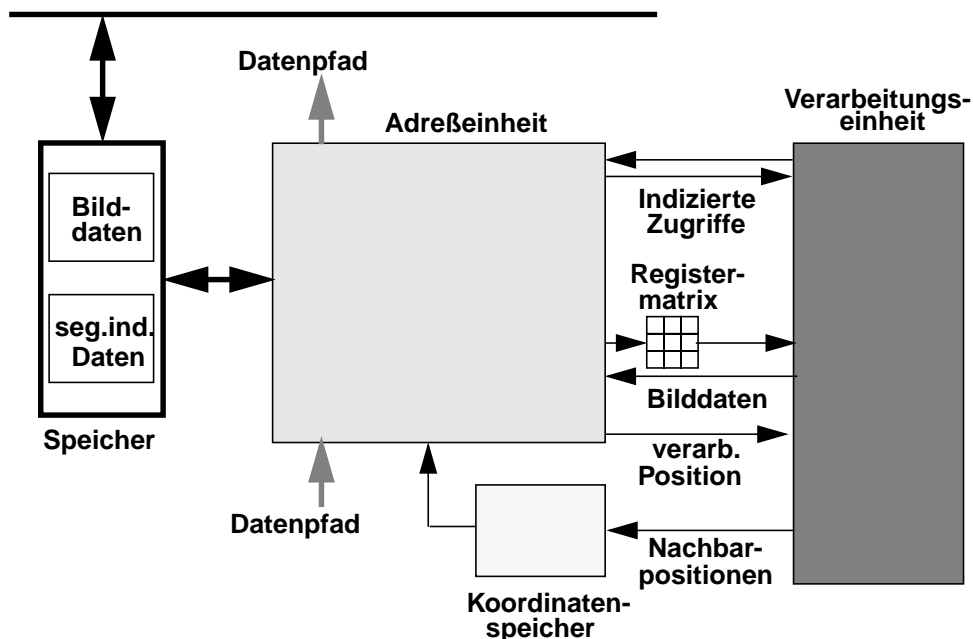 Datenpfad
Adreßeinheit
Verarbeitungs-
einheit
Bild-
daten
seg.ind.
Daten
Speicher
Indizierte
Zugriffe
Register-
matrix
Bilddaten
verarb.
Position
Datenpfad
Nachbar-
positionen
Koordinaten-
speicher